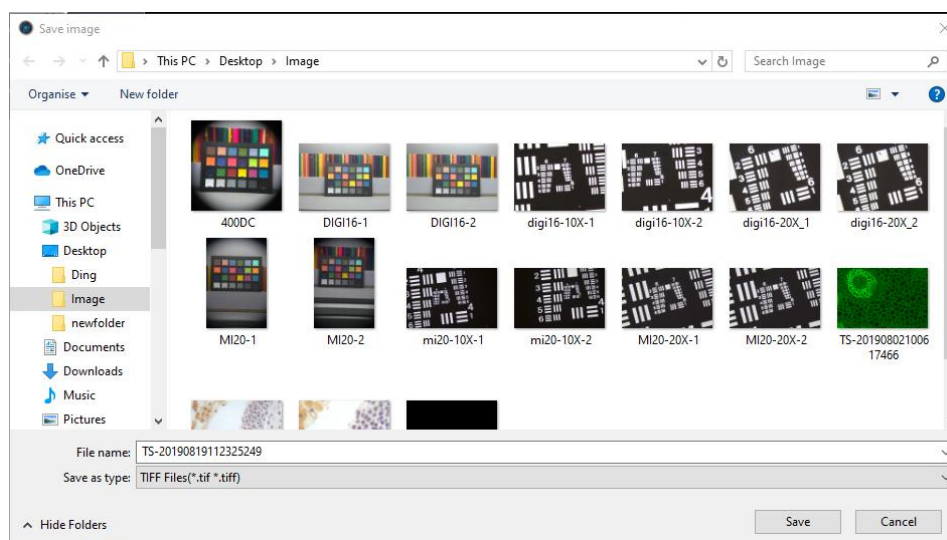 Save image
This PC > Desktop > Image
Search Image
Organise
New folder
Quick access
OneDrive
This PC
3D Objects
Desktop
Ding
Image
newfolder
Documents
Downloads
Music
Pictures
400DC
DIGI16-1
DIGI16-2
digi16-10X-1
digi16-10X-2
digi16-20X_1
digi16-20X_2
MI20-1
MI20-2
mi20-10X-1
mi20-10X-2
MI20-20X-1
MI20-20X-2
TS-201908021006
17466
File name: TS-20190819112325249
Save as type: TIFF Files(*.tif *.tiff)
Hide Folders
Save
Cancel